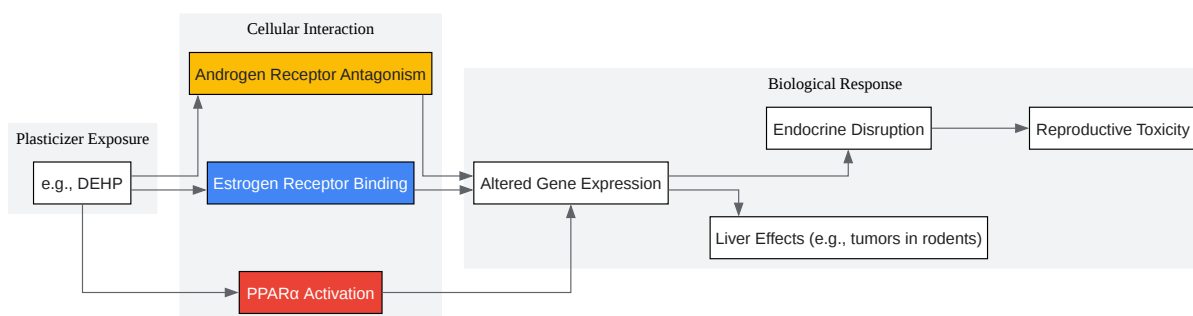 Plasticizer Exposure
e.g., DEHP
Cellular Interaction
Androgen Receptor Antagonism
Estrogen Receptor Binding
PPARα Activation
Biological Response
Altered Gene Expression
Endocrine Disruption
Reproductive Toxicity
Liver Effects (e.g., tumors in rodents)